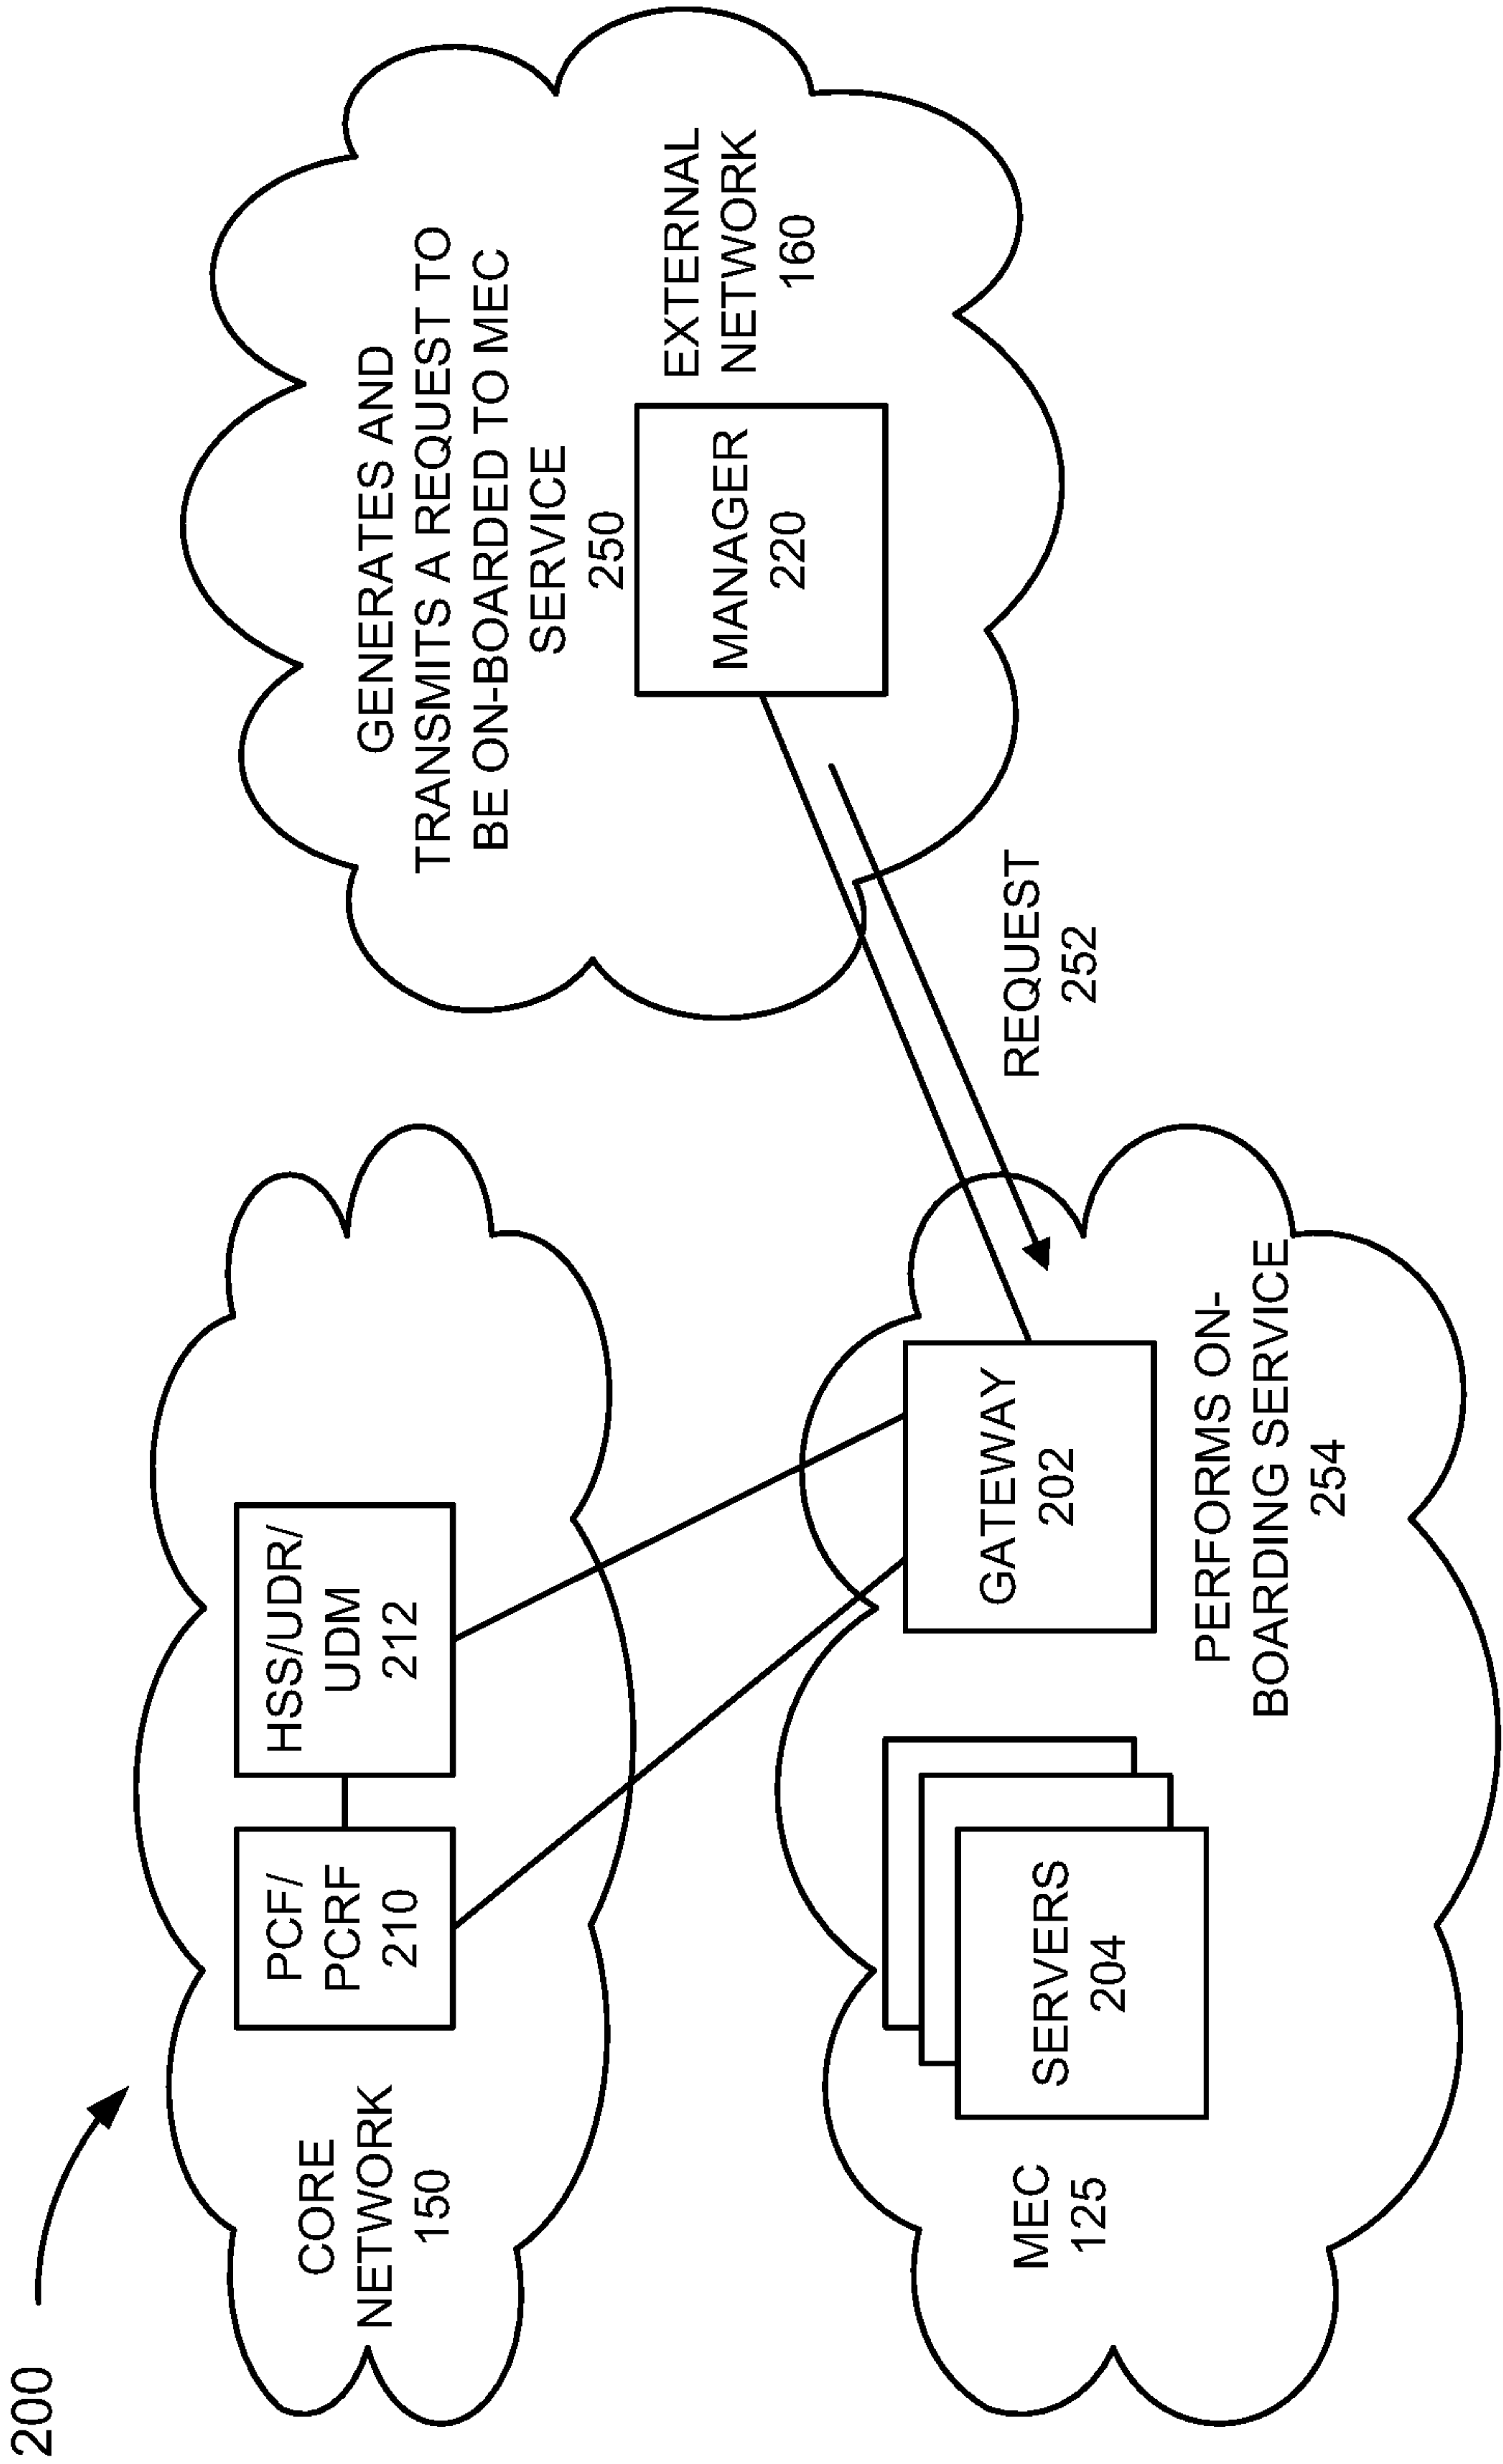 200
CORE
NETWORK
150
PCF/
PCRF
210
HSS/UDR/
UDM
212
GENERATES AND
TRANSMITS A REQUEST TO
BE ON-BOARDED TO MEC
SERVICE
250
MANAGER
220
EXTERNAL
NETWORK
160
REQUEST
252
MEC
125
SERVERS
204
GATEWAY
202
PERFORMS ON-
BOARDING SERVICE
254